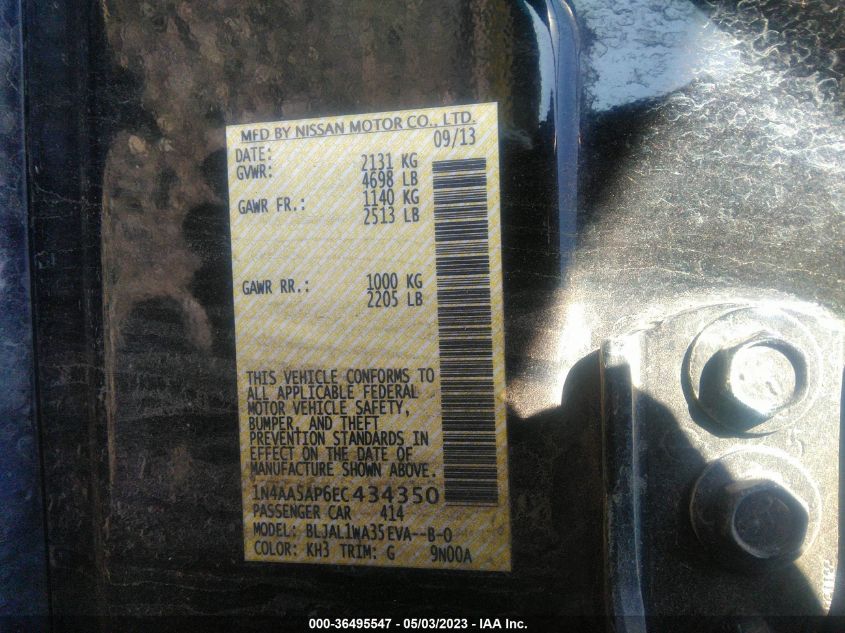 MFD BY NISSAN MOTOR CO., LTD.
DATE: 09/13
GVWR: 2131 KG
4698 LB
GAWR FR.: 1140 KG
2513 LB
GAWR RR.: 1000 KG
2205 LB
THIS VEHICLE CONFORMS TO
ALL APPLICABLE FEDERAL
MOTOR VEHICLE SAFETY,
BUMPER, AND THEFT
PREVENTION STANDARDS IN
EFFECT ON THE DATE OF
MANUFACTURE SHOWN ABOVE.
1N4AA5AP6EC434350
PASSENGER CAR 414
MODEL: BLJAL1WA35EVA--B-0
COLOR: KH3 TRIM: G 9N00A
000-36495547 - 05/03/2023 - IAA Inc.